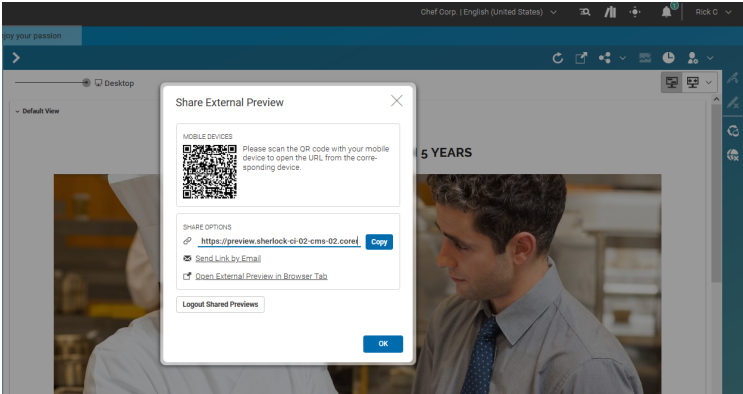 Chef Corp. | English (United States)
1
Rick C
njoy your passion
Desktop
Default View
Share External Preview
MOBILE DEVICES
Please scan the QR code with your mobile
device to open the URL from the corre-
sponding device.
5 YEARS
SHARE OPTIONS
https://preview.sherlock-ci-02-cms-02.core
Copy
Send Link by Email
Open External Preview in Browser Tab
Logout Shared Previews
OK